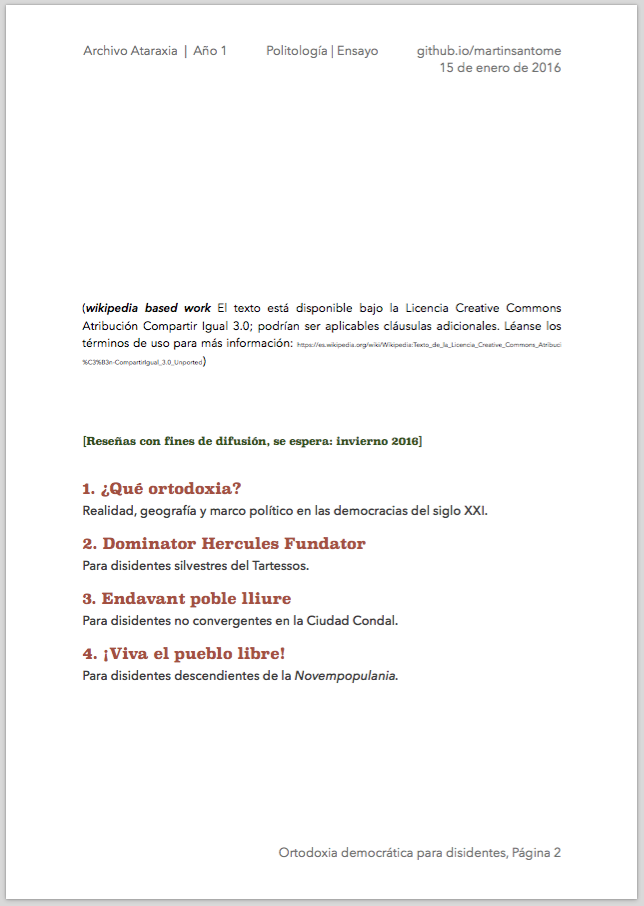 Archivo Ataraxia | Año 1 Politología | Ensayo github.io/martinsantome
15 de enero de 2016
(wikipedia based work El texto está disponible bajo la Licencia Creative Commons
Atribución Compartir Igual 3.0; podrían ser aplicables cláusulas adicionales. Léanse los
términos de uso para más información: https://es.wikipedia.org/wiki/Wikipedia:Texto_de_la_Licencia_Creative_Commons_Atribuci
%C3%B3n-CompartirIgual_3.0_Unported)
[Reseñas con fines de difusión, se espera: invierno 2016]
1. ¿Qué ortodoxia?
Realidad, geografía y marco político en las democracias del siglo XXI.
2. Dominator Hercules Fundator
Para disidentes silvestres del Tartessos.
3. Endavant poble lliure
Para disidentes no convergentes en la Ciudad Condal.
4. ¡Viva el pueblo libre!
Para disidentes descendientes de la Novempopulania.
Ortodoxia democrática para disidentes, Página 2